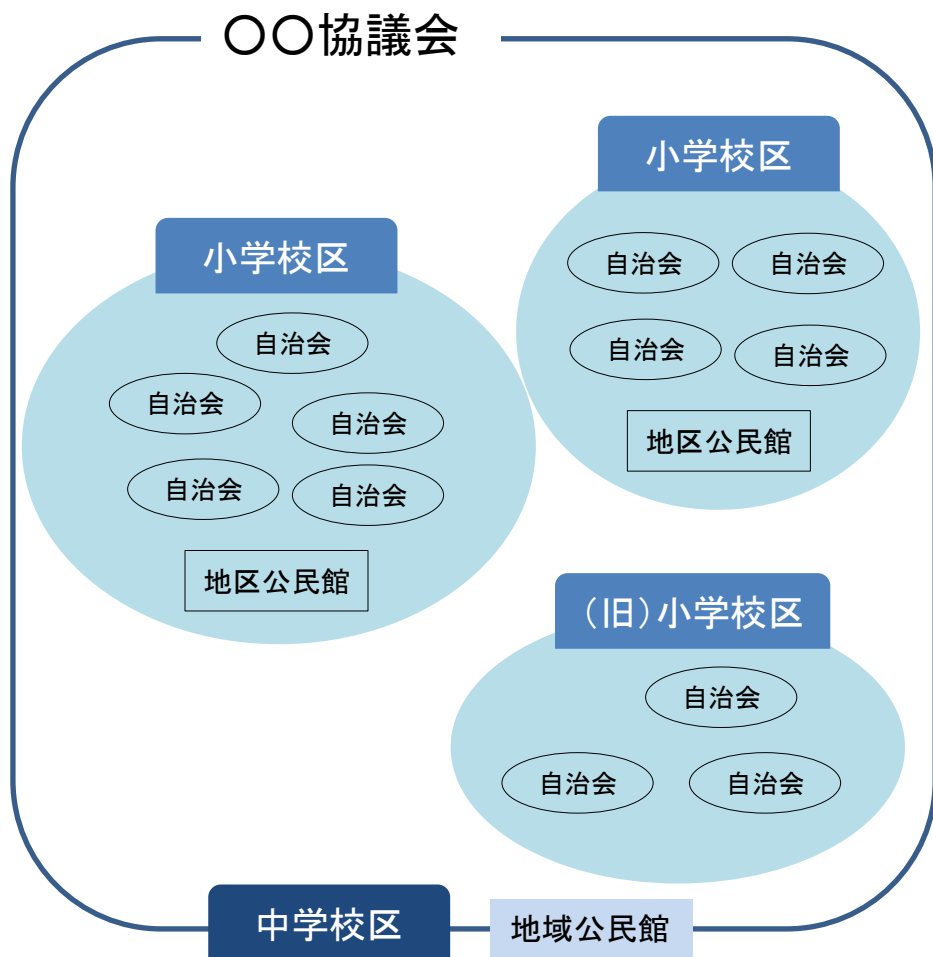 〇〇協議会
小学校区
自治会
自治会
自治会
自治会
自治会
地区公民館
小学校区
自治会
自治会
自治会
自治会
地区公民館
（旧）小学校区
自治会
自治会
自治会
中学校区
地域公民館